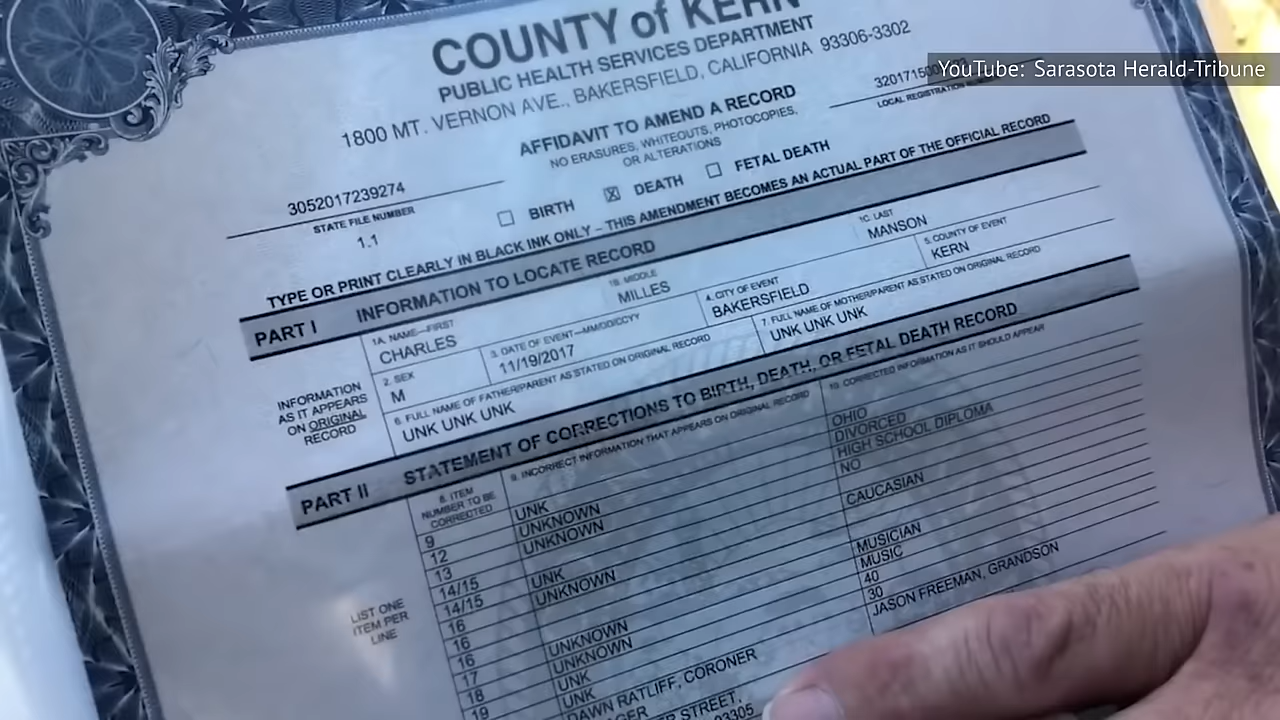 COUNTY of KERN
PUBLIC HEALTH SERVICES DEPARTMENT
1800 MT. VERNON AVE., BAKERSFIELD, CALIFORNIA 93306-3302
YouTube: Sarasota Herald-Tribune
AFFIDAVIT TO AMEND A RECORD
NO ERASURES, WHITEOUTS, PHOTOCOPIES,
OR ALTERATIONS
LOCAL REGISTRATION
3052017239274
STATE FILE NUMBER
1.1
BIRTH ☒ DEATH FETAL DEATH
TYPE OR PRINT CLEARLY IN BLACK INK ONLY – THIS AMENDMENT BECOMES AN ACTUAL PART OF THE OFFICIAL RECORD
PART I INFORMATION TO LOCATE RECORD
INFORMATION
AS IT APPEARS
ON ORIGINAL
RECORD
1A. NAME—FIRST
CHARLES
1B. MIDDLE
MILLES
1C. LAST
MANSON
2. SEX
M
3. DATE OF EVENT—MM/DD/CCYY
11/19/2017
4. CITY OF EVENT
BAKERSFIELD
5. COUNTY OF EVENT
KERN
6. FULL NAME OF FATHER/PARENT AS STATED ON ORIGINAL RECORD
UNK UNK UNK
7. FULL NAME OF MOTHER/PARENT AS STATED ON ORIGINAL RECORD
UNK UNK UNK
PART II STATEMENT OF CORRECTIONS TO BIRTH, DEATH, OR FETAL DEATH RECORD
LIST ONE
ITEM PER
LINE
8. ITEM
NUMBER TO BE
CORRECTED
9. INCORRECT INFORMATION THAT APPEARS ON ORIGINAL RECORD
10. CORRECTED INFORMATION AS IT SHOULD APPEAR
9 UNK OHIO
12 UNKNOWN DIVORCED
13 UNKNOWN HIGH SCHOOL DIPLOMA
14/15 NO
14/15 UNK
16 UNKNOWN CAUCASIAN
16
16 MUSICIAN
17 UNKNOWN MUSIC
18 UNKNOWN 40
19 UNK 30
UNK JASON FREEMAN, GRANDSON
DAWN RATLIFF, CORONER
STREET,